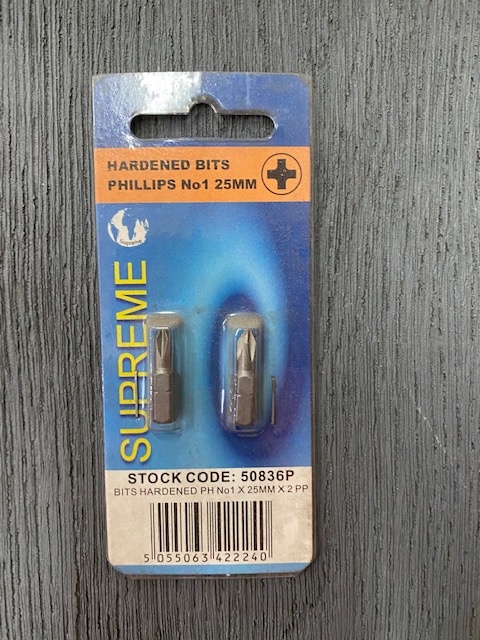 HARDENED BITS
PHILLIPS No1 25MM
Supreme
SUPREME
STOCK CODE: 50836P
BITS HARDENED PH No1 X 25MM X 2 PP
5 055063 422240